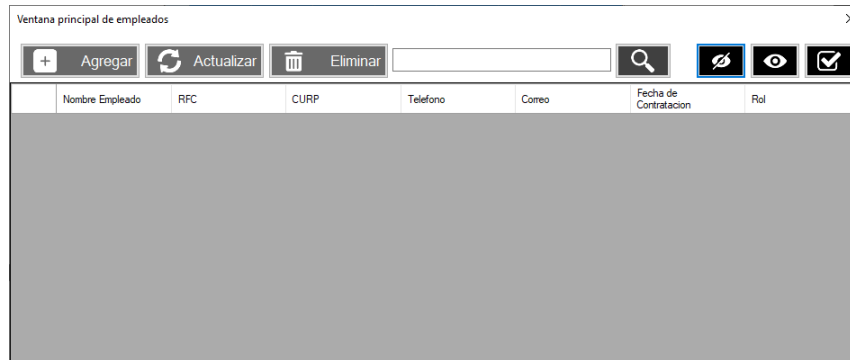 Ventana principal de empleados
Agregar Actualizar Eliminar
Nombre Empleado RFC CURP Telefono Correo Fecha de Contratacion Rol